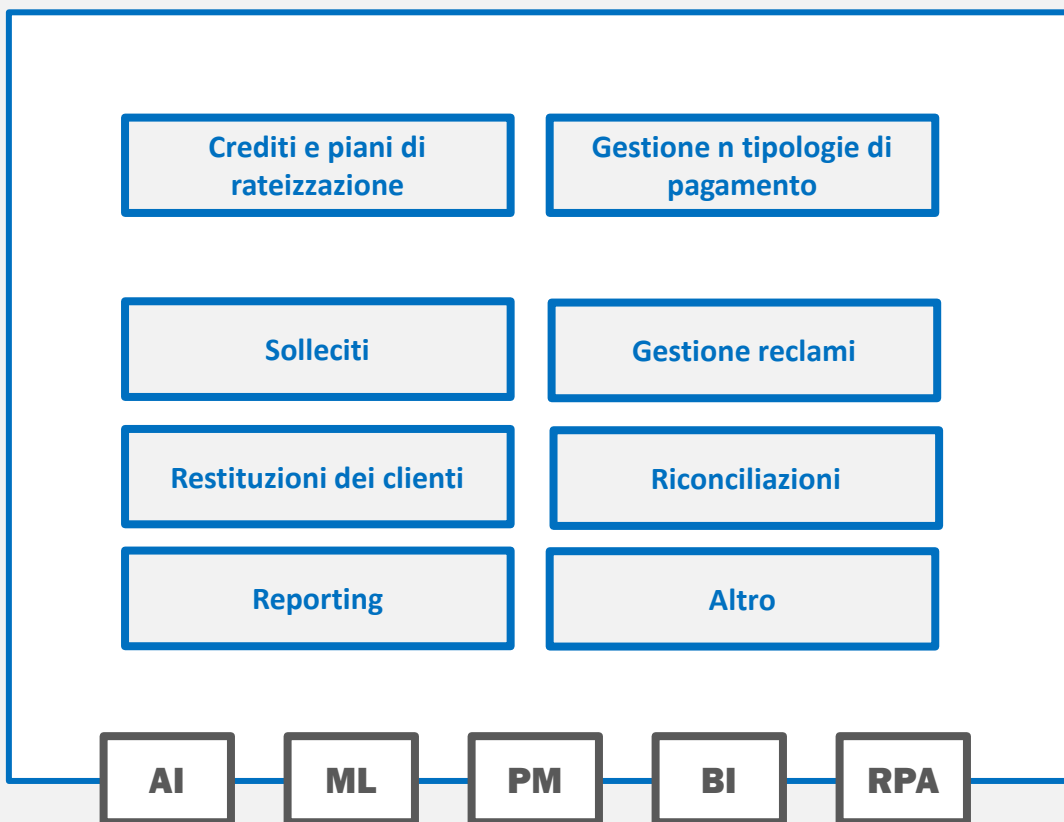 Crediti e piani di
rateizzazione
Gestione n tipologie di
pagamento
Solleciti
Gestione reclami
Restituzioni dei clienti
Riconciliazioni
Reporting
Altro
AI
ML
PM
BI
RPA